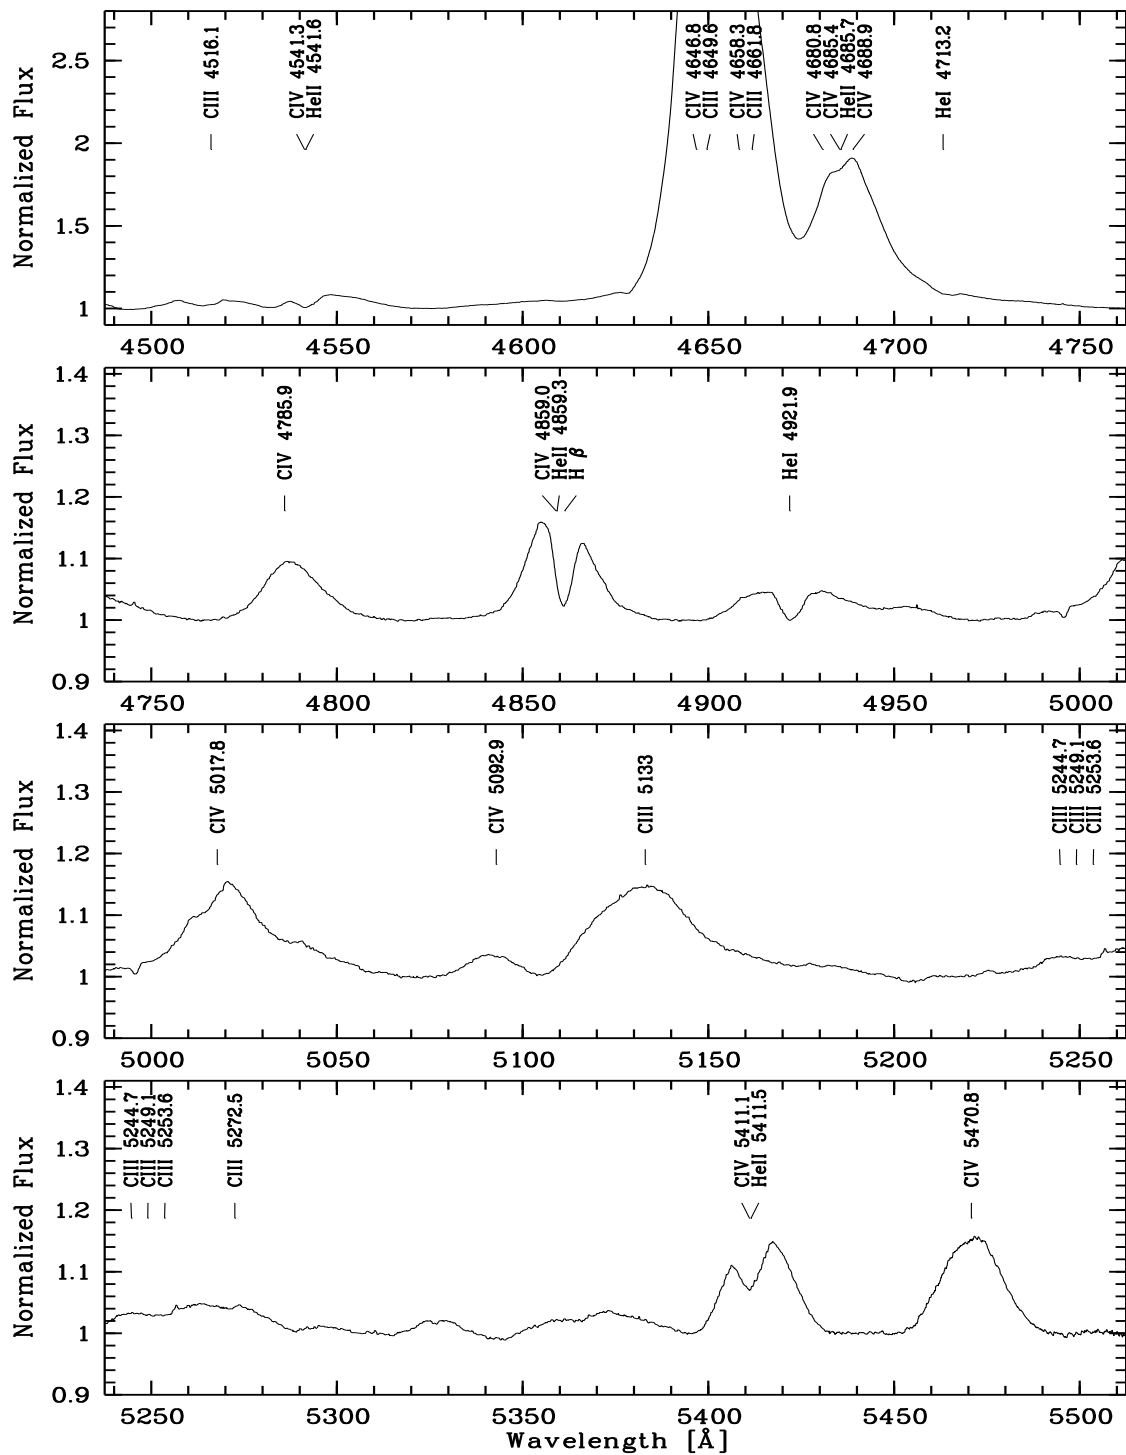 CIII 4516.1
CIV 4541.3
HeII 4541.6
CIV 4646.8
CIII 4649.6
CIV 4658.3
CIII 4661.8
CIV 4680.8
CIV 4685.4
HeII 4685.7
CIV 4688.9
HeI 4713.2
Normalized Flux
2.5
2
1.5
1
4500
4550
4600
4650
4700
4750
CIV 4785.9
CIV 4859.0
HeII 4859.3
H β
HeI 4921.9
Normalized Flux
1.4
1.3
1.2
1.1
1
0.9
4750
4800
4850
4900
4950
5000
CIV 5017.8
CIV 5092.9
CIII 5133
CIII 5244.7
CIII 5249.1
CIII 5253.6
Normalized Flux
1.4
1.3
1.2
1.1
1
0.9
5000
5050
5100
5150
5200
5250
CIII 5244.7
CIII 5249.1
CIII 5253.6
CIII 5272.5
CIV 5411.1
HeII 5411.5
CIV 5470.8
Normalized Flux
1.4
1.3
1.2
1.1
1
0.9
5250
5300
5350
5400
5450
5500
Wavelength [Å]